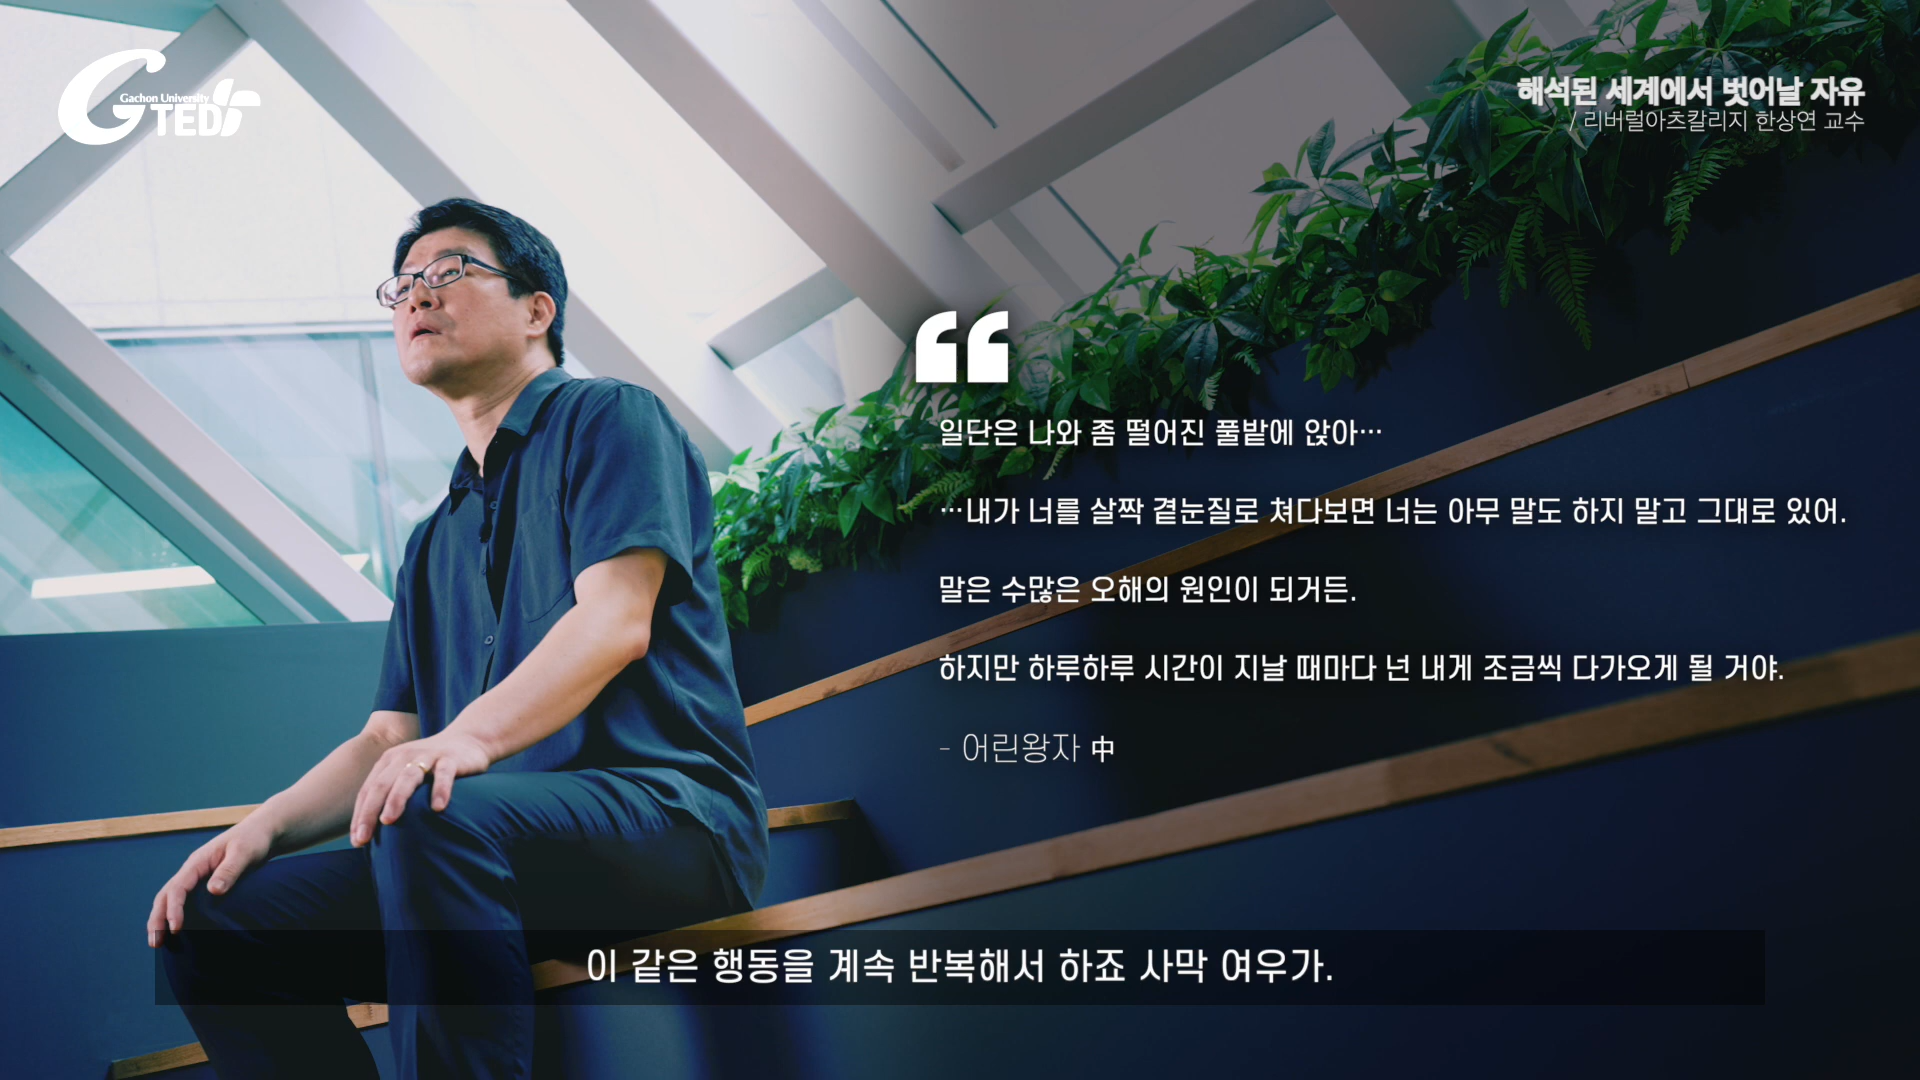 Gachon University
GTED
해석된 세계에서 벗어날 자유
/ 리버럴아츠칼리지 한상연 교수
“
일단은 나와 좀 떨어진 풀밭에 앉아…
…내가 너를 살짝 곁눈질로 쳐다보면 너는 아무 말도 하지 말고 그대로 있어.
말은 수많은 오해의 원인이 되거든.
하지만 하루하루 시간이 지날 때마다 넌 내게 조금씩 다가오게 될 거야.
- 어린왕자 中
이 같은 행동을 계속 반복해서 하죠 사막 여우가.